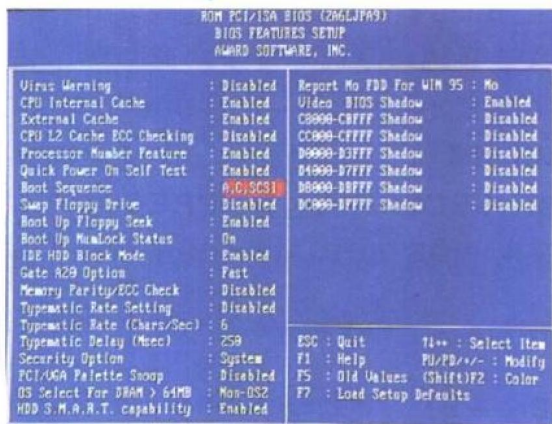 ROM PCI/ISA BIOS (2A6LJPA9)
BIOS FEATURES SETUP
AWARD SOFTWARE, INC.
Virus Warning : Disabled
CPU Internal Cache : Enabled
External Cache : Enabled
CPU L2 Cache ECC Checking : Disabled
Processor Number Feature : Enabled
Quick Power On Self Test : Enabled
Boot Sequence : A,C,SCSI
Swap Floppy Drive : Disabled
Boot Up Floppy Seek : Enabled
Boot Up NumLock Status : On
IDE HDD Block Mode : Enabled
Gate A20 Option : Fast
Memory Parity/ECC Check : Disabled
Typematic Rate Setting : Disabled
Typematic Rate (Chars/Sec) : 6
Typematic Delay (Msec) : 250
Security Option : System
PCI/VGA Palette Snoop : Disabled
OS Select For DRAM > 64MB : Non-OS2
HDD S.M.A.R.T. capability : Enabled
Report No FDD For WIN 95 : No
Video BIOS Shadow : Enabled
C8000-CBFFF Shadow : Disabled
CC000-CFFFF Shadow : Disabled
D0000-D3FFF Shadow : Disabled
D4000-D7FFF Shadow : Disabled
D8000-DBFFF Shadow : Disabled
DC000-DFFFF Shadow : Disabled
ESC : Quit ↑↓→← : Select Item
F1 : Help PU/PD/+/- : Modify
F5 : Old Values (Shift)F2 : Color
F7 : Load Setup Defaults